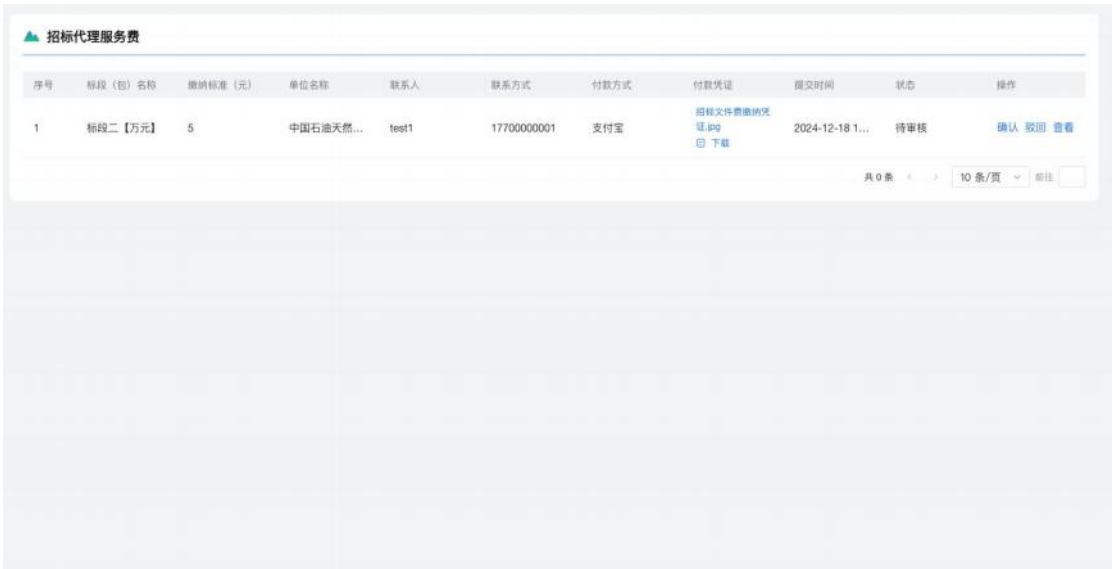 招标代理服务费
序号 标段（包）名称 缴纳标准（元） 单位名称 联系人 联系方式 付款方式 付款凭证 提交时间 状态 操作
招标文件费缴纳凭
1 标段二【万元】 5 中国石油天然... test1 17700000001 支付宝 证.jpg 2024-12-18 1... 待审核 确认 驳回 查看
下载
共 0 条 < > 10 条/页 前往